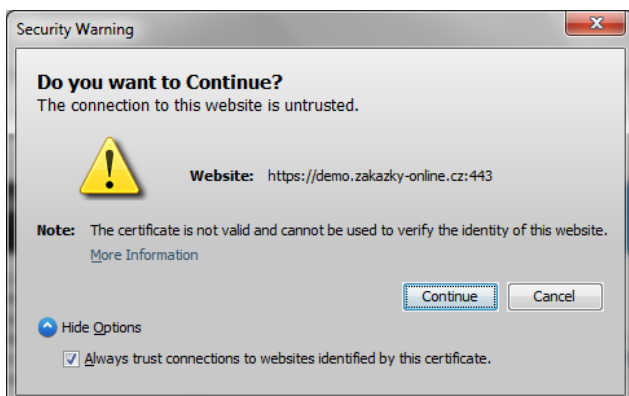 Security Warning
Do you want to Continue?
The connection to this website is untrusted.
Website: https://demo.zakazky-online.cz:443
Note: The certificate is not valid and cannot be used to verify the identity of this website.
More Information
Continue Cancel
Hide Options
Always trust connections to websites identified by this certificate.